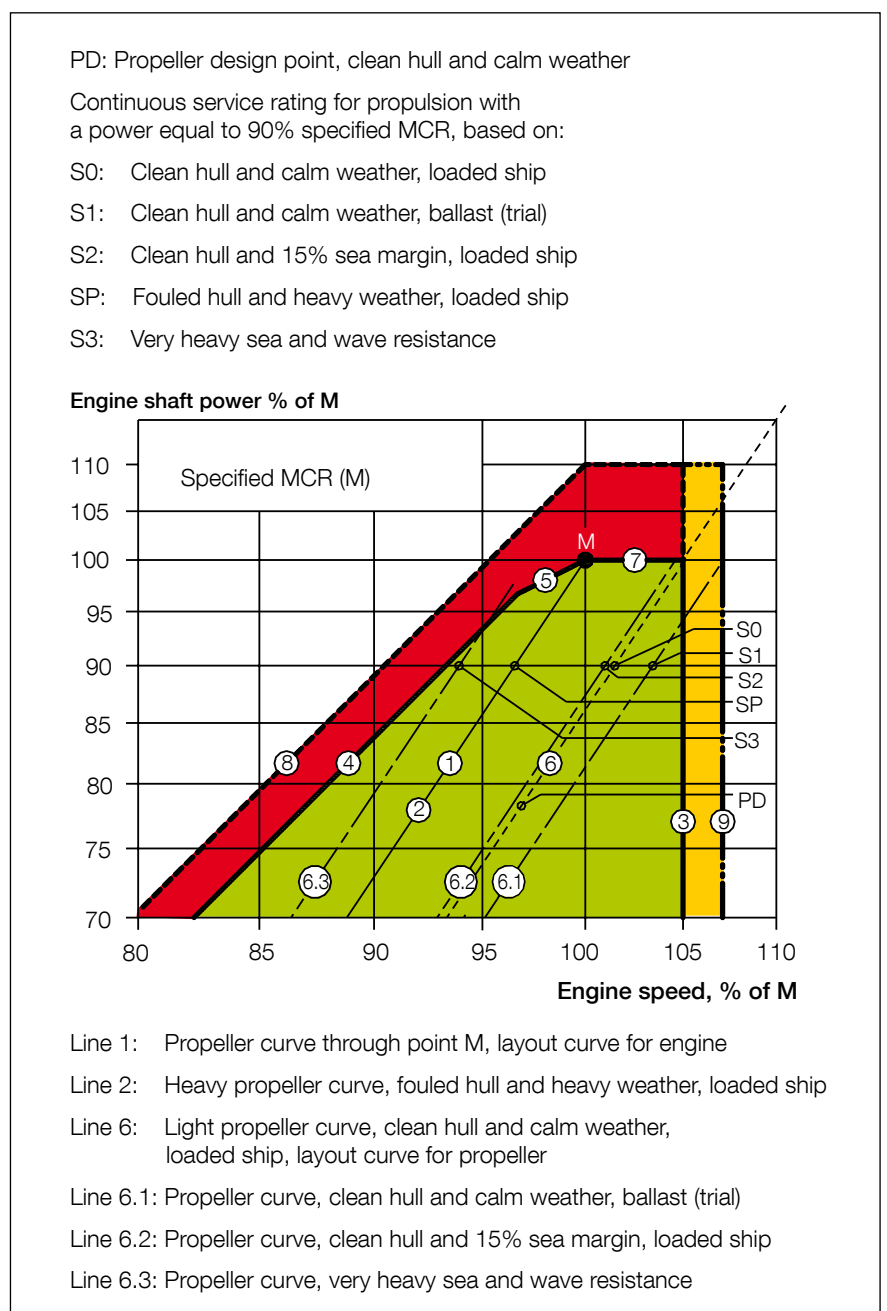 PD: Propeller design point, clean hull and calm weather
Continuous service rating for propulsion with
a power equal to 90% specified MCR, based on:
S0: Clean hull and calm weather, loaded ship
S1: Clean hull and calm weather, ballast (trial)
S2: Clean hull and 15% sea margin, loaded ship
SP: Fouled hull and heavy weather, loaded ship
S3: Very heavy sea and wave resistance
Engine shaft power % of M
110
Specified MCR (M)
105
M
100
7
5
95
S0
S1
90
S2
SP
85
S3
8
4
1
6
80
PD
2
3
9
75
6.3
6.2
6.1
70
80 85 90 95 100 105 110
Engine speed, % of M
Line 1: Propeller curve through point M, layout curve for engine
Line 2: Heavy propeller curve, fouled hull and heavy weather, loaded ship
Line 6: Light propeller curve, clean hull and calm weather,
loaded ship, layout curve for propeller
Line 6.1: Propeller curve, clean hull and calm weather, ballast (trial)
Line 6.2: Propeller curve, clean hull and 15% sea margin, loaded ship
Line 6.3: Propeller curve, very heavy sea and wave resistance